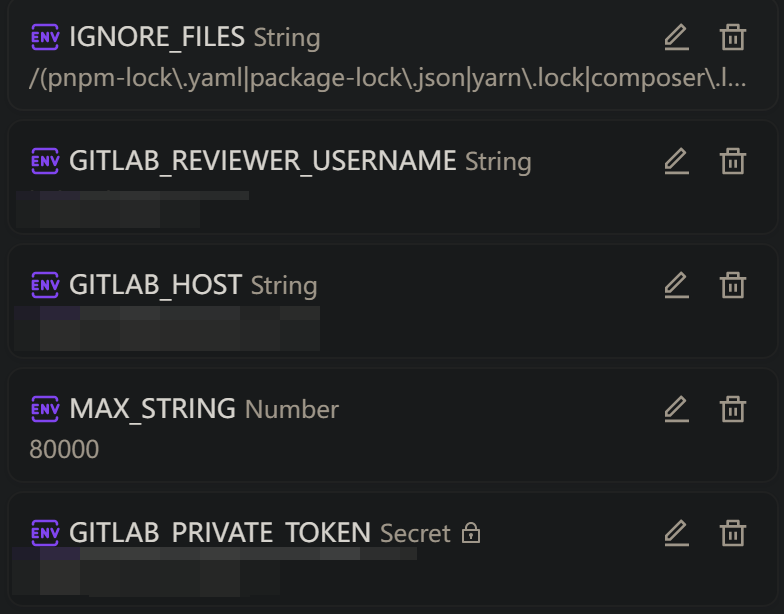 ENV IGNORE_FILES String
/(pnpm-lock\.yaml|package-lock\.json|yarn\.lock|composer\.l...
ENV GITLAB_REVIEWER_USERNAME String
ENV GITLAB_HOST String
ENV MAX_STRING Number
80000
ENV GITLAB_PRIVATE_TOKEN Secret